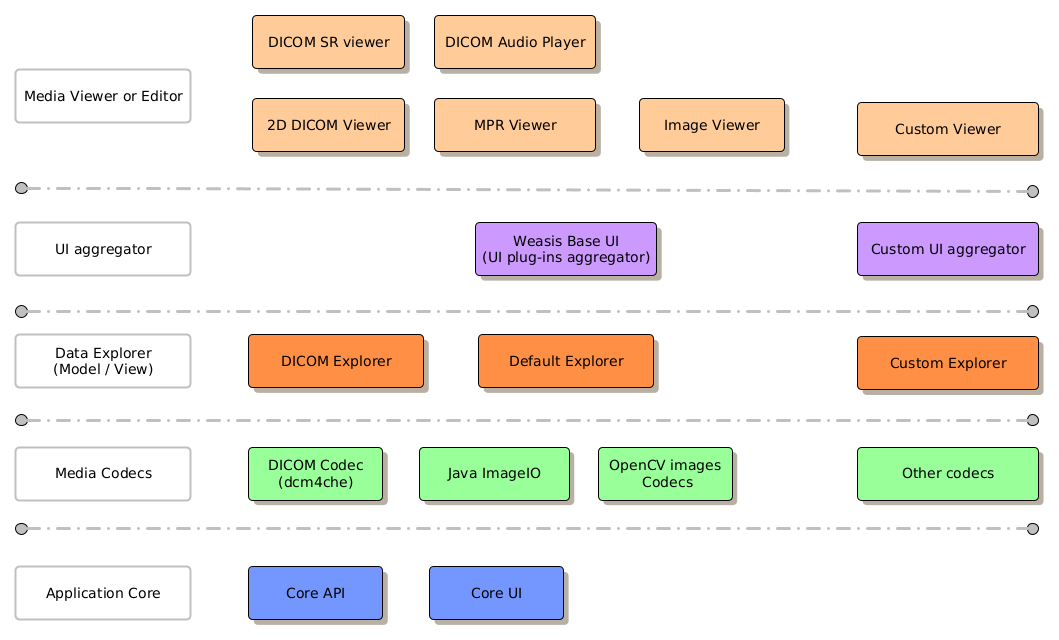 DICOM SR viewer
DICOM Audio Player
Media Viewer or Editor
2D DICOM Viewer
MPR Viewer
Image Viewer
Custom Viewer
UI aggregator
Weasis Base UI
(UI plug-ins aggregator)
Custom UI aggregator
Data Explorer
(Model / View)
DICOM Explorer
Default Explorer
Custom Explorer
Media Codecs
DICOM Codec
(dcm4che)
Java ImageIO
OpenCV images
Codecs
Other codecs
Application Core
Core API
Core UI